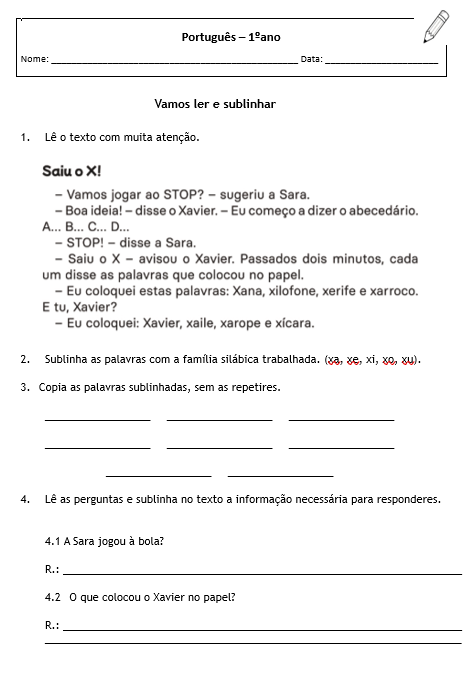 Português – 1ºano
Nome: ________________________________________________ Data: ______________________
Vamos ler e sublinhar
1. Lê o texto com muita atenção.
Saiu o X!
– Vamos jogar ao STOP? – sugeriu a Sara.
– Boa ideia! – disse o Xavier. – Eu começo a dizer o abecedário.
A... B... C... D...
– STOP! – disse a Sara.
– Saiu o X – avisou o Xavier. Passados dois minutos, cada
um disse as palavras que colocou no papel.
– Eu coloquei estas palavras: Xana, xilofone, xerife e xarroco.
E tu, Xavier?
– Eu coloquei: Xavier, xaile, xarope e xícara.
2. Sublinha as palavras com a família silábica trabalhada. (xa, xe, xi, xo, xu).
3. Copia as palavras sublinhadas, sem as repetires.
4. Lê as perguntas e sublinha no texto a informação necessária para responderes.
4.1 A Sara jogou à bola?
R.: ______________________________________________
4.2 O que colocou o Xavier no papel?
R.: ______________________________________________